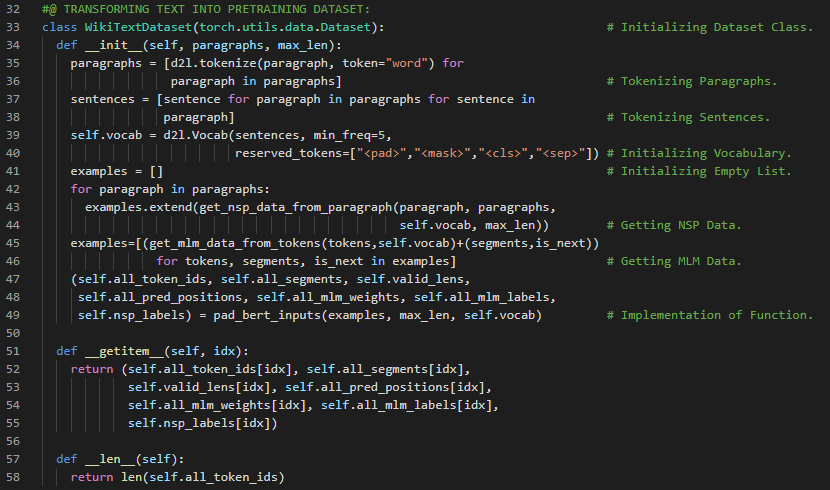 32 #@ TRANSFORMING TEXT INTO PRETRAINING DATASET:
33 class WikiTextDataset(torch.utils.data.Dataset): # Initializing Dataset Class.
34 def __init__(self, paragraphs, max_len):
35 paragraphs = [d2l.tokenize(paragraph, token="word") for
36 paragraph in paragraphs] # Tokenizing Paragraphs.
37 sentences = [sentence for paragraph in paragraphs for sentence in
38 paragraph] # Tokenizing Sentences.
39 self.vocab = d2l.Vocab(sentences, min_freq=5,
40 reserved_tokens=["<pad>","<mask>","<cls>","<sep>"]) # Initializing Vocabulary.
41 examples = [] # Initializing Empty List.
42 for paragraph in paragraphs:
43 examples.extend(get_nsp_data_from_paragraph(paragraph, paragraphs,
44 self.vocab, max_len)) # Getting NSP Data.
45 examples=[(get_mlm_data_from_tokens(tokens,self.vocab)+(segments,is_next))
46 for tokens, segments, is_next in examples] # Getting MLM Data.
47 (self.all_token_ids, self.all_segments, self.valid_lens,
48 self.all_pred_positions, self.all_mlm_weights, self.all_mlm_labels,
49 self.nsp_labels) = pad_bert_inputs(examples, max_len, self.vocab) # Implementation of Function.
50
51 def __getitem__(self, idx):
52 return (self.all_token_ids[idx], self.all_segments[idx],
53 self.valid_lens[idx], self.all_pred_positions[idx],
54 self.all_mlm_weights[idx], self.all_mlm_labels[idx],
55 self.nsp_labels[idx])
56
57 def __len__(self):
58 return len(self.all_token_ids)